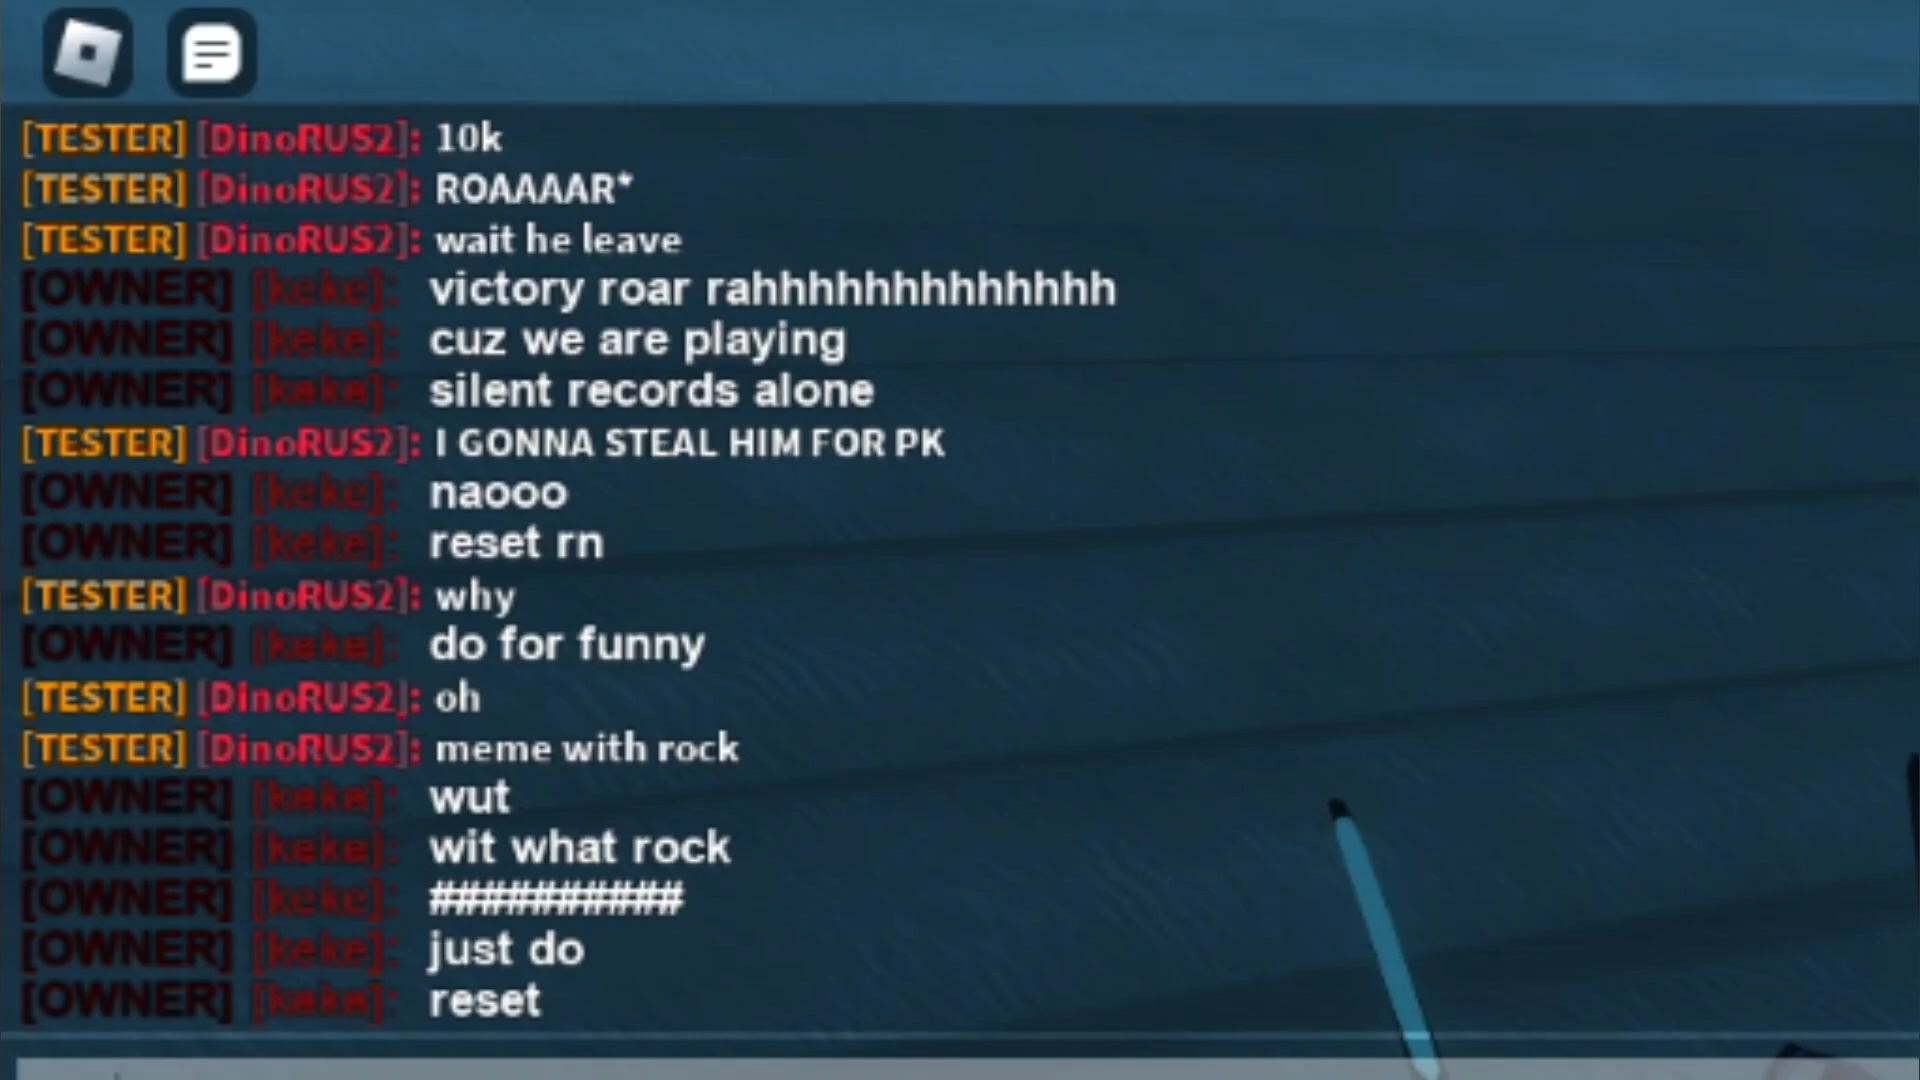 [TESTER] [DinoRUS2]: 10k
[TESTER] [DinoRUS2]: ROAAAAR*
[TESTER] [DinoRUS2]: wait he leave
[OWNER] [keke]: victory roar rahhhhhhhhhhhhhh
[OWNER] [keke]: cuz we are playing
[OWNER] [keke]: silent records alone
[TESTER] [DinoRUS2]: I GONNA STEAL HIM FOR PK
[OWNER] [keke]: naooo
[OWNER] [keke]: reset rn
[TESTER] [DinoRUS2]: why
[OWNER] [keke]: do for funny
[TESTER] [DinoRUS2]: oh
[TESTER] [DinoRUS2]: meme with rock
[OWNER] [keke]: wut
[OWNER] [keke]: wit what rock
[OWNER] [keke]: ##########
[OWNER] [keke]: just do
[OWNER] [keke]: reset